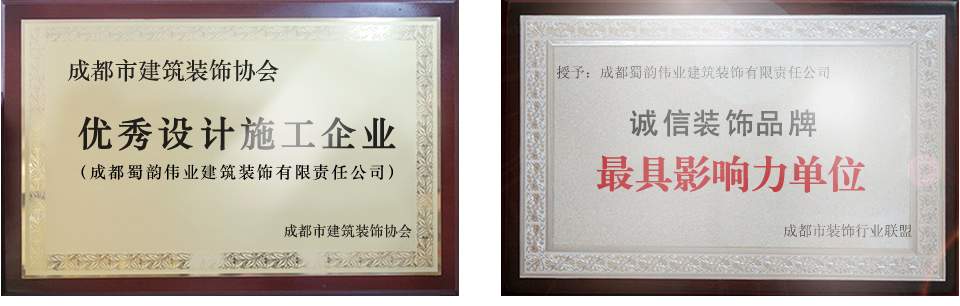 成都市建筑装饰协会
优秀设计施工企业
(成都蜀韵伟业建筑装饰有限责任公司)
成都市建筑装饰协会
授予：成都蜀韵伟业建筑装饰有限责任公司
诚信装饰品牌
最具影响力单位
成都市装饰行业联盟